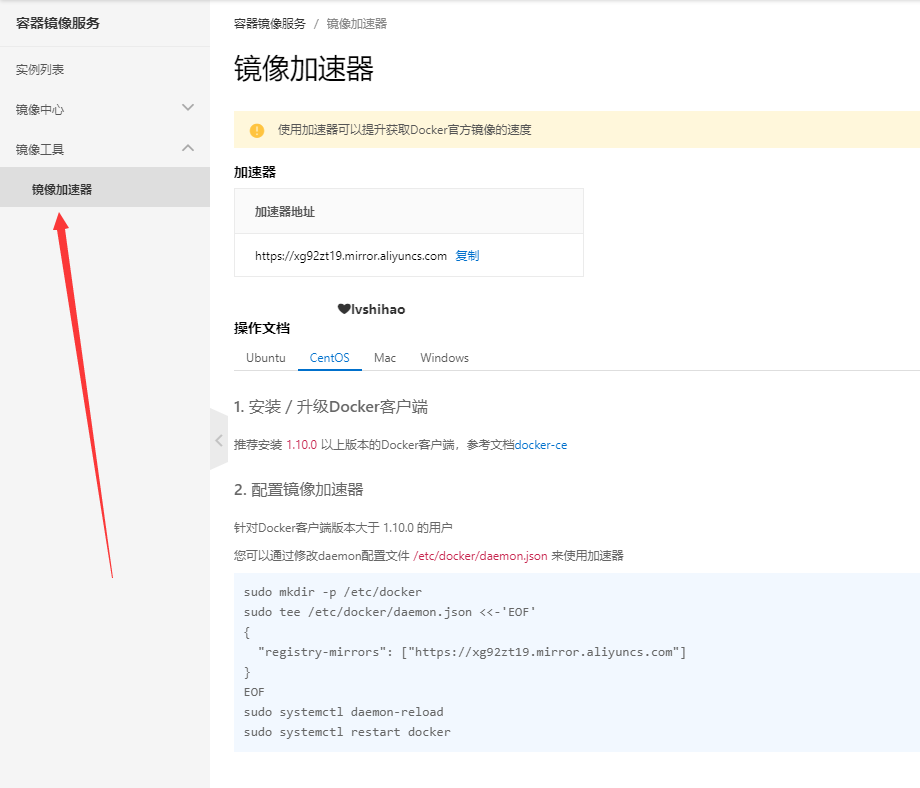 容器镜像服务
实例列表
镜像中心
镜像工具
镜像加速器
容器镜像服务 / 镜像加速器
镜像加速器
使用加速器可以提升获取Docker官方镜像的速度
加速器
加速器地址
https://xg92zt19.mirror.aliyuncs.com 复制
❤lvshihao
操作文档
Ubuntu CentOS Mac Windows
1. 安装 / 升级Docker客户端
推荐安装 1.10.0 以上版本的Docker客户端，参考文档docker-ce
2. 配置镜像加速器
针对Docker客户端版本大于 1.10.0 的用户
您可以通过修改daemon配置文件 /etc/docker/daemon.json 来使用加速器
sudo mkdir -p /etc/docker
sudo tee /etc/docker/daemon.json <<-'EOF'
{
  "registry-mirrors": ["https://xg92zt19.mirror.aliyuncs.com"]
}
EOF
sudo systemctl daemon-reload
sudo systemctl restart docker